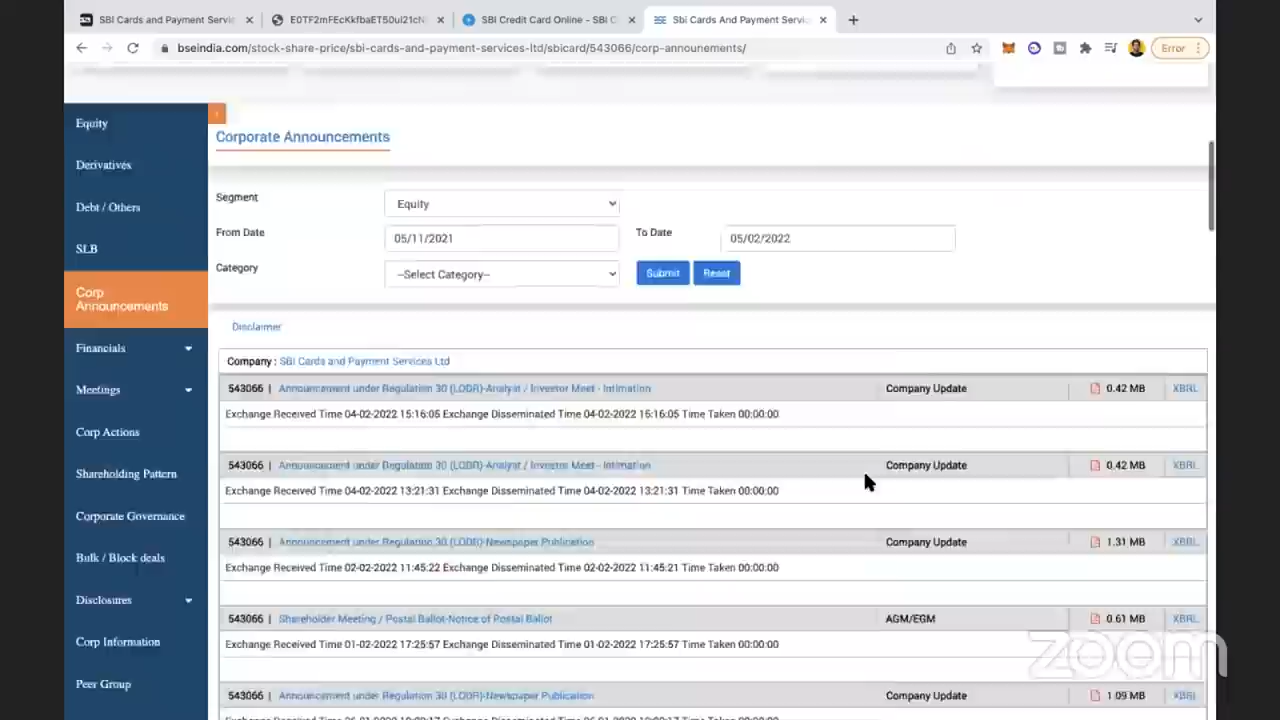 SBI Cards and Payment Servic
E0TF2mFEcKkfbaET50ul21cN
SBI Credit Card Online - SBI C
Sbi Cards And Payment Servic
bseindia.com/stock-share-price/sbi-cards-and-payment-services-ltd/sbicard/543066/corp-announements/
Error
Equity
Derivatives
Debt / Others
SLB
Corp
Announcements
Financials
Meetings
Corp Actions
Shareholding Pattern
Corporate Governance
Bulk / Block deals
Disclosures
Corp Information
Peer Group
Corporate Announcements
Segment
Equity
From Date
05/11/2021
To Date
05/02/2022
Category
--Select Category--
Submit
Reset
Disclaimer
Company : SBI Cards and Payment Services Ltd
543066 | Announcement under Regulation 30 (LODR)-Analyst / Investor Meet - Intimation Company Update 0.42 MB XBRL
Exchange Received Time 04-02-2022 15:16:05 Exchange Disseminated Time 04-02-2022 15:16:05 Time Taken 00:00:00
543066 | Announcement under Regulation 30 (LODR)-Analyst / Investor Meet - Intimation Company Update 0.42 MB XBRL
Exchange Received Time 04-02-2022 13:21:31 Exchange Disseminated Time 04-02-2022 13:21:31 Time Taken 00:00:00
543066 | Announcement under Regulation 30 (LODR)-Newspaper Publication Company Update 1.31 MB XBRL
Exchange Received Time 02-02-2022 11:45:22 Exchange Disseminated Time 02-02-2022 11:45:21 Time Taken 00:00:00
543066 | Shareholder Meeting / Postal Ballot-Notice of Postal Ballot AGM/EGM 0.61 MB XBRL
Exchange Received Time 01-02-2022 17:25:57 Exchange Disseminated Time 01-02-2022 17:25:57 Time Taken 00:00:00
543066 | Announcement under Regulation 30 (LODR)-Newspaper Publication Company Update 1.09 MB XBRL
zoom